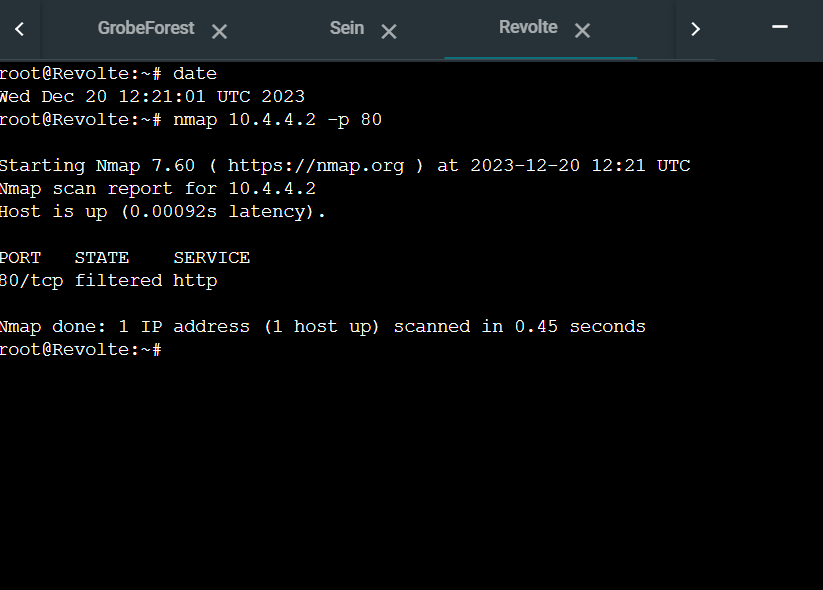 GrobeForest Sein Revolte
root@Revolte:~# date
Wed Dec 20 12:21:01 UTC 2023
root@Revolte:~# nmap 10.4.4.2 -p 80
Starting Nmap 7.60 ( https://nmap.org ) at 2023-12-20 12:21 UTC
Nmap scan report for 10.4.4.2
Host is up (0.00092s latency).
PORT   STATE    SERVICE
80/tcp filtered http
Nmap done: 1 IP address (1 host up) scanned in 0.45 seconds
root@Revolte:~#